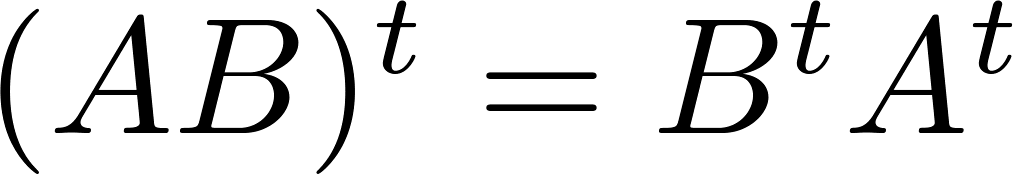 (AB)^t = B^t A^t